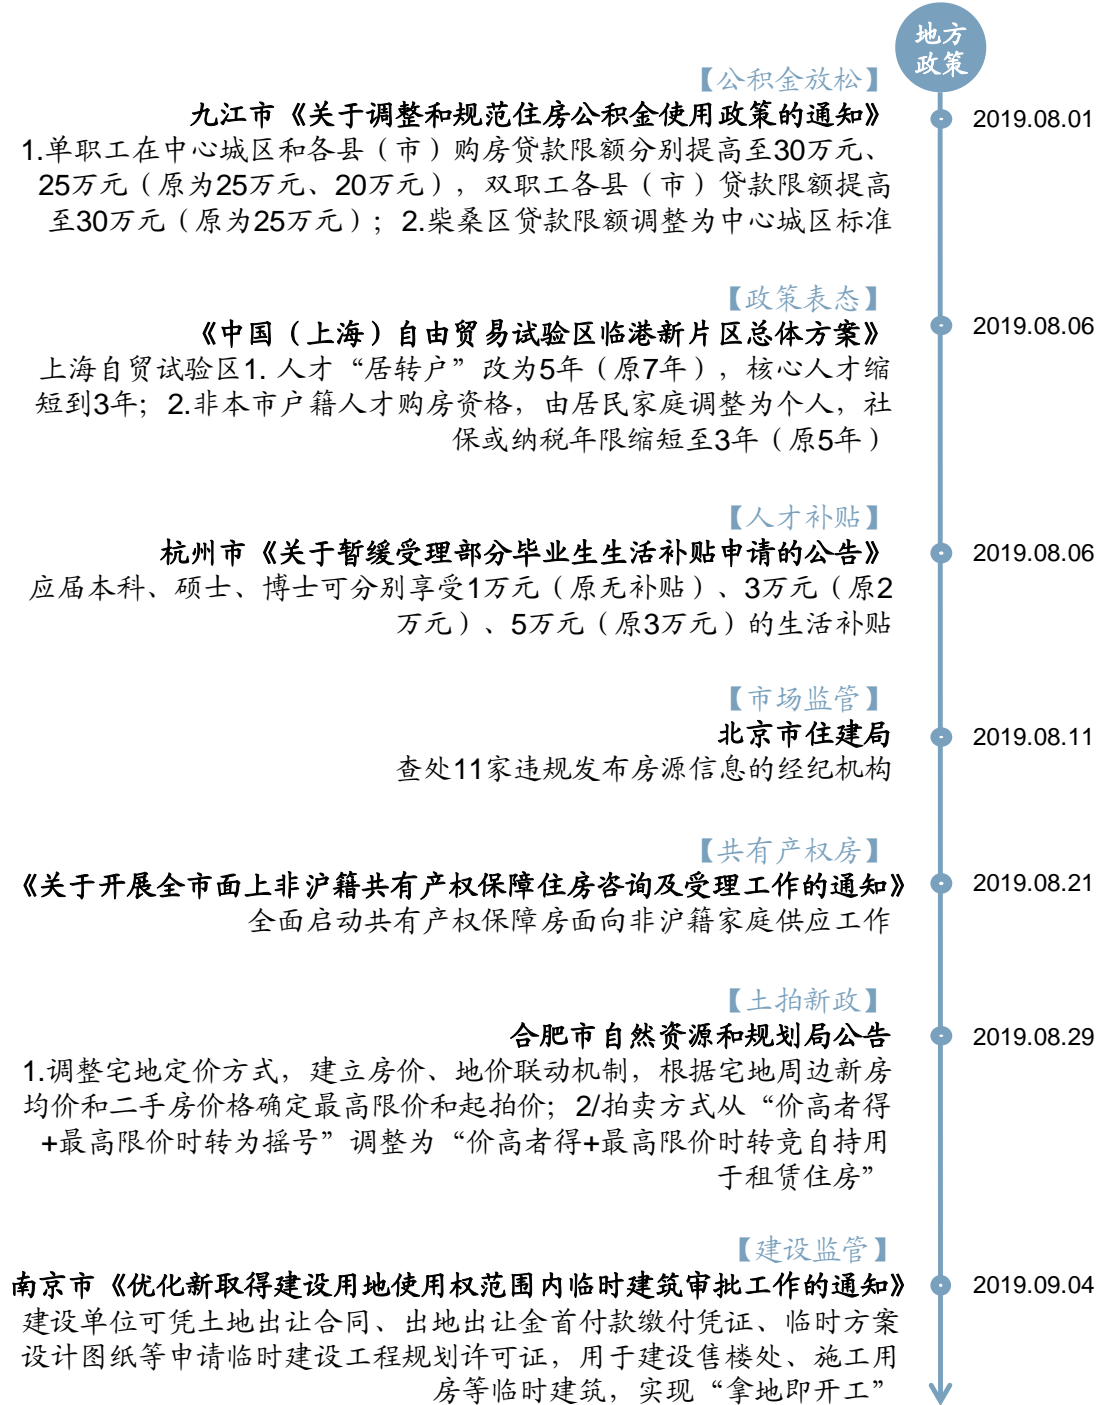 地方
政策
【公积金放松】
九江市《关于调整和规范住房公积金使用政策的通知》
2019.08.01
1.单职工在中心城区和各县（市）购房贷款限额分别提高至30万元、
25万元（原为25万元、20万元），双职工各县（市）贷款限额提高
至30万元（原为25万元）；2.柴桑区贷款限额调整为中心城区标准
【政策表态】
《中国（上海）自由贸易试验区临港新片区总体方案》
2019.08.06
上海自贸试验区1. 人才“居转户”改为5年（原7年），核心人才缩
短到3年；2.非本市户籍人才购房资格，由居民家庭调整为个人，社
保或纳税年限缩短至3年（原5年）
【人才补贴】
杭州市《关于暂缓受理部分毕业生生活补贴申请的公告》
2019.08.06
应届本科、硕士、博士可分别享受1万元（原无补贴）、3万元（原2
万元）、5万元（原3万元）的生活补贴
【市场监管】
北京市住建局
2019.08.11
查处11家违规发布房源信息的经纪机构
【共有产权房】
《关于开展全市面上非沪籍共有产权保障住房咨询及受理工作的通知》
2019.08.21
全面启动共有产权保障房面向非沪籍家庭供应工作
【土拍新政】
合肥市自然资源和规划局公告
2019.08.29
1.调整宅地定价方式，建立房价、地价联动机制，根据宅地周边新房
均价和二手房价格确定最高限价和起拍价；2/拍卖方式从“价高者得
+最高限价时转为摇号”调整为“价高者得+最高限价时转竞自持用
于租赁住房”
【建设监管】
南京市《优化新取得建设用地使用权范围内临时建筑审批工作的通知》
2019.09.04
建设单位可凭土地出让合同、出地出让金首付款缴付凭证、临时方案
设计图纸等申请临时建设工程规划许可证，用于建设售楼处、施工用
房等临时建筑，实现“拿地即开工”